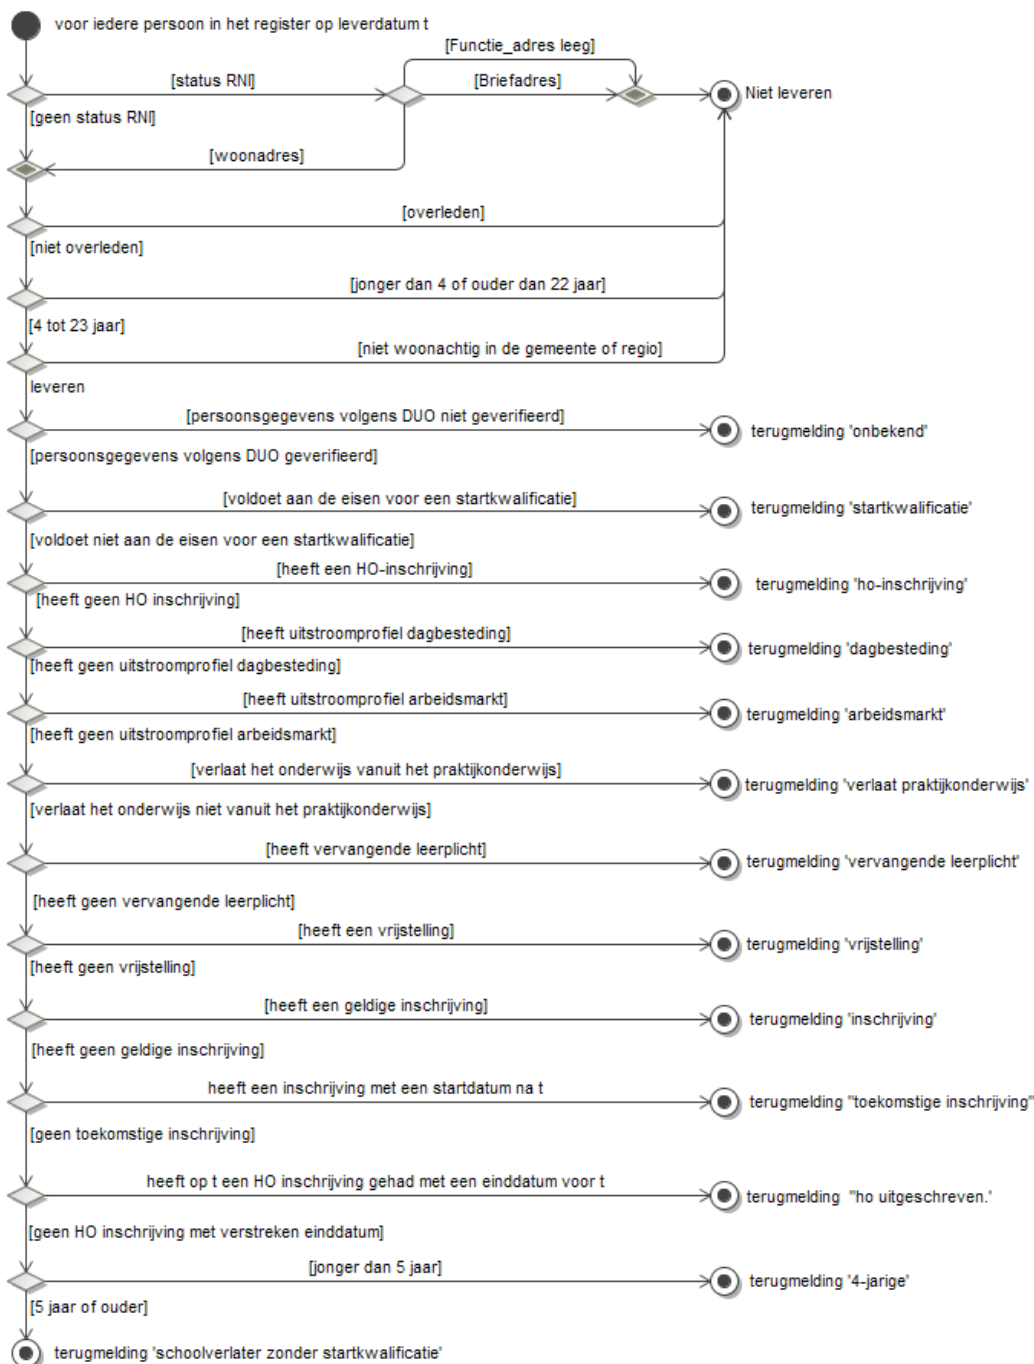 voor iedere persoon in het register op leverdatum t
[Functie_adres leeg]
[status RNI]
[Briefadres]
Niet leveren
[geen status RNI]
[woonadres]
[overleden]
[niet overleden]
[jonger dan 4 of ouder dan 22 jaar]
[4 tot 23 jaar]
[niet woonachtig in de gemeente of regio]
leveren
[persoonsgegevens volgens DUO niet geverifieerd]
terugmelding 'onbekend'
[persoonsgegevens volgens DUO geverifieerd]
[voldoet aan de eisen voor een startkwalificatie]
terugmelding 'startkwalificatie'
[voldoet niet aan de eisen voor een startkwalificatie]
[heeft een HO-inschrijving]
terugmelding 'ho-inschrijving'
[heeft geen HO inschrijving]
[heeft uitstroomprofiel dagbesteding]
terugmelding 'dagbesteding'
[heeft geen uitstroomprofiel dagbesteding]
[heeft uitstroomprofiel arbeidsmarkt]
terugmelding 'arbeidsmarkt'
[heeft geen uitstroomprofiel arbeidsmarkt]
[verlaat het onderwijs vanuit het praktijkonderwijs]
terugmelding 'verlaat praktijkonderwijs'
[verlaat het onderwijs niet vanuit het praktijkonderwijs]
[heeft vervangende leerplicht]
terugmelding 'vervangende leerplicht'
[heeft geen vervangende leerplicht]
[heeft een vrijstelling]
terugmelding 'vrijstelling'
[heeft geen vrijstelling]
[heeft een geldige inschrijving]
terugmelding 'inschrijving'
[heeft geen geldige inschrijving]
heeft een inschrijving met een startdatum na t
terugmelding "toekomstige inschrijving"
[geen toekomstige inschrijving]
heeft op t een HO inschrijving gehad met een einddatum voor t
terugmelding "ho uitgeschreven.'
[geen HO inschrijving met verstreken einddatum]
[jonger dan 5 jaar]
terugmelding '4-jarige'
[5 jaar of ouder]
terugmelding 'schoolverlater zonder startkwalificatie'